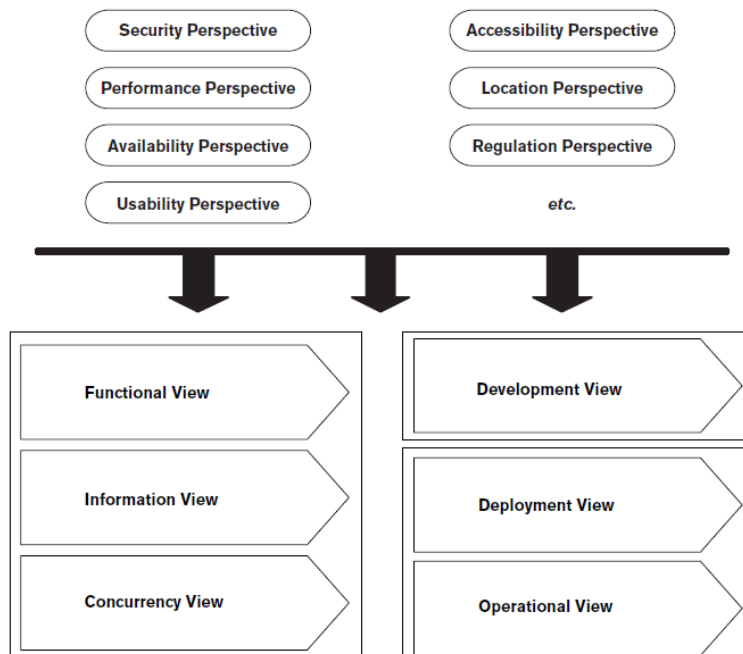 Security Perspective
Accessibility Perspective
Performance Perspective
Location Perspective
Availability Perspective
Regulation Perspective
Usability Perspective
etc.
Functional View
Development View
Information View
Deployment View
Concurrency View
Operational View